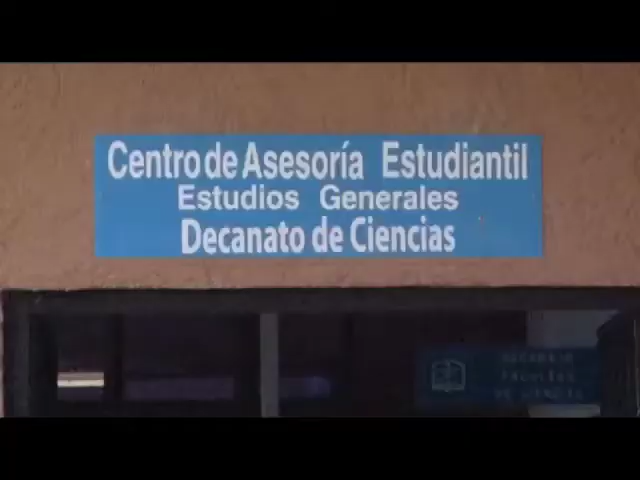 Centro de Asesoría Estudiantil
Estudios Generales
Decanato de Ciencias